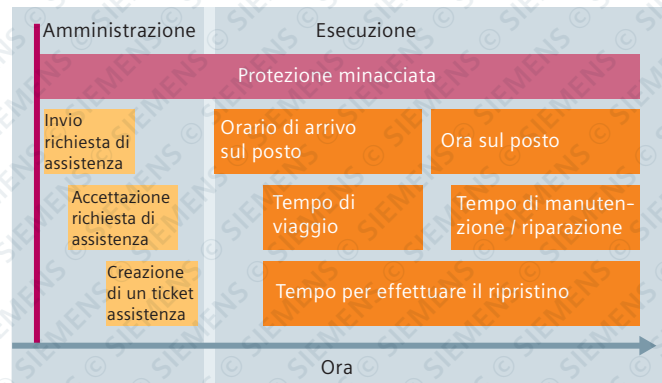 Amministrazione
Esecuzione
Protezione minacciata
Invio
richiesta di
assistenza
Orario di arrivo
sul posto
Ora sul posto
Accettazione
richiesta di
assistenza
Tempo di
viaggio
Tempo di manuten-
zione / riparazione
Creazione
di un ticket
assistenza
Tempo per effettuare il ripristino
Ora